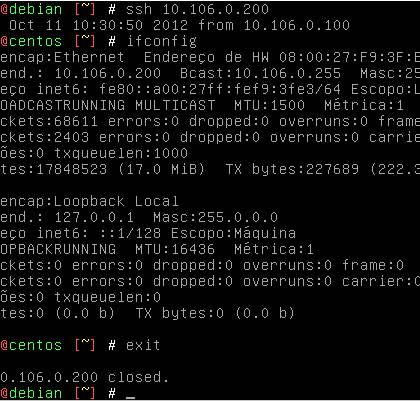 @debian [~] # ssh 10.106.0.200
Oct 11 10:30:50 2012 from 10.106.0.100
@centos [~] # ifconfig
encap:Ethernet  Endereço de HW 08:00:27:F9:3F:E
end.: 10.106.0.200  Bcast:10.106.0.255  Masc:25
eço inet6: fe80::a00:27ff:fef9:3fe3/64 Escopo:L
OADCASTRUNNING MULTICAST  MTU:1500  Métrica:1
ckets:68611 errors:0 dropped:0 overruns:0 frame
ckets:2403 errors:0 dropped:0 overruns:0 carrie
ões:0 txqueuelen:1000
tes:17848523 (17.0 MiB)  TX bytes:227689 (222.3
encap:Loopback Local
end.: 127.0.0.1  Masc:255.0.0.0
eço inet6: ::1/128 Escopo:Máquina
OPBACKRUNNING  MTU:16436  Métrica:1
ckets:0 errors:0 dropped:0 overruns:0 frame:0
ckets:0 errors:0 dropped:0 overruns:0 carrier:0
ões:0 txqueuelen:0
tes:0 (0.0 b)  TX bytes:0 (0.0 b)
@centos [~] # exit
0.106.0.200 closed.
@debian [~] # _